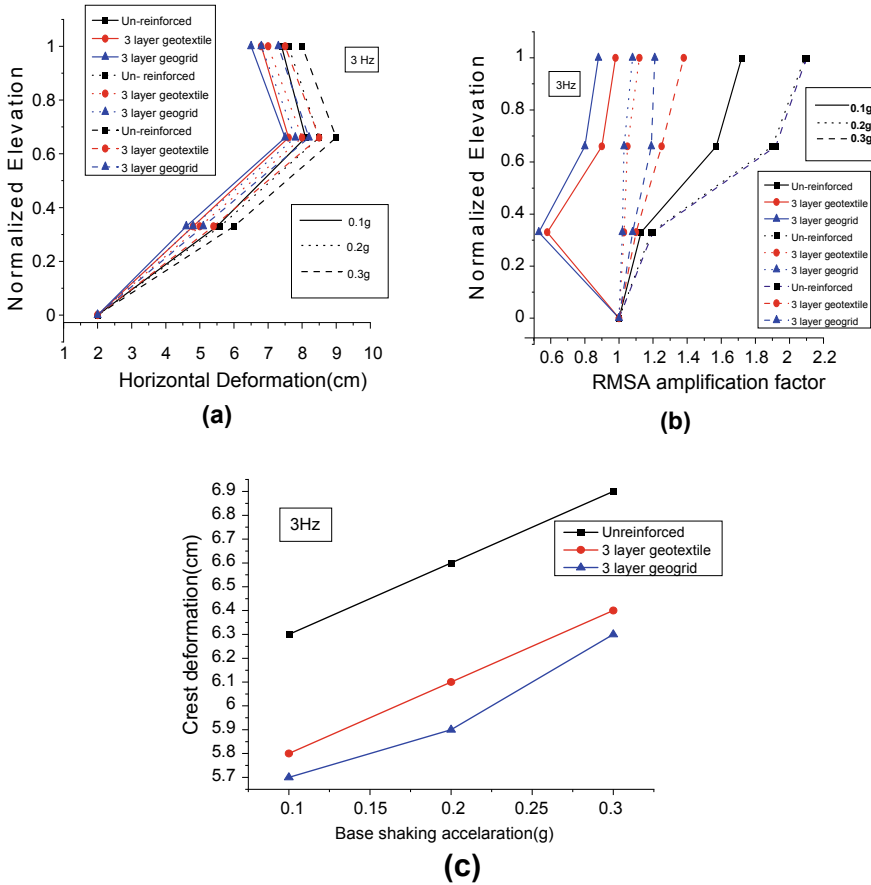 Un-reinforced
3 layer geotextile
3 layer geogrid
Un- reinforced
3 layer geotextile
3 layer geogrid
Un-reinforced
3 layer geotextile
3 layer geogrid
3 Hz
0.1g
0.2g
0.3g
Normalized Elevation
1
0.8
0.6
0.4
0.2
0
1 2 3 4 5 6 7 8 9 10
Horizontal Deformation(cm)
(a)
3Hz
0.1g
0.2g
0.3g
Un-reinforced
3 layer geotextile
3 layer geogrid
Un-reinforced
3 layer geotextile
3 layer geogrid
Un-reinforced
3 layer geotextile
3 layer geogrid
Normalized Elevation
1
0.8
0.6
0.4
0.2
0
0.6 0.8 1 1.2 1.4 1.6 1.8 2 2.2
RMSA amplification factor
(b)
3Hz
Unreinforced
3 layer geotextile
3 layer geogrid
Crest deformation(cm)
6.9
6.8
6.7
6.6
6.5
6.4
6.3
6.2
6.1
6
5.9
5.8
5.7
0.1 0.15 0.2 0.25 0.3
Base shaking accelaration(g)
(c)